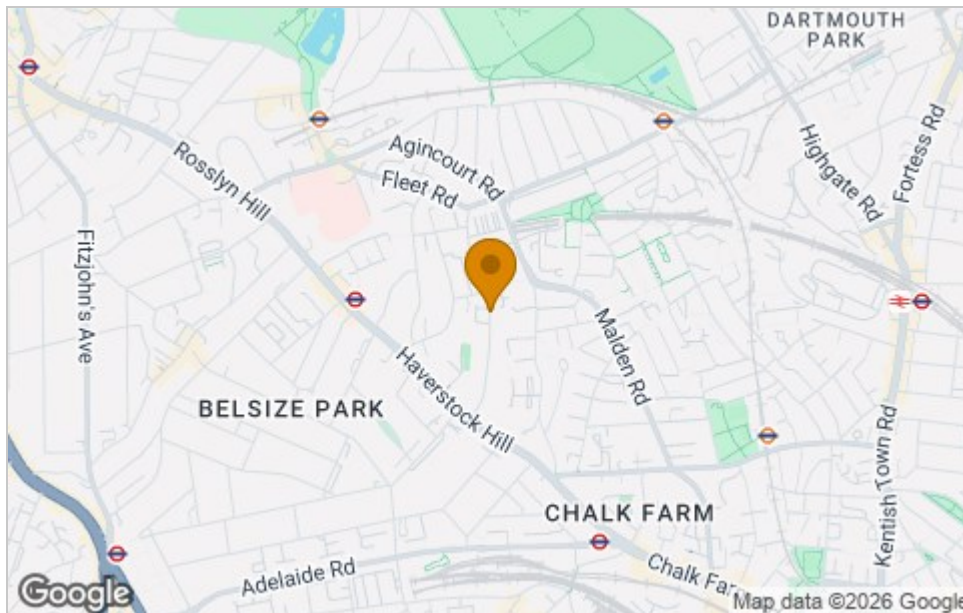 DARTMOUTH
PARK
Agincourt Rd
Fleet Rd
Rosslyn Hill
Highgate Rd
Fortess Rd
Fitzjohn's Ave
Malden Rd
Haverstock Hill
BELSIZE PARK
Kentish Town Rd
CHALK FARM
Adelaide Rd
Chalk Farm
Google
Map data ©2026 Google